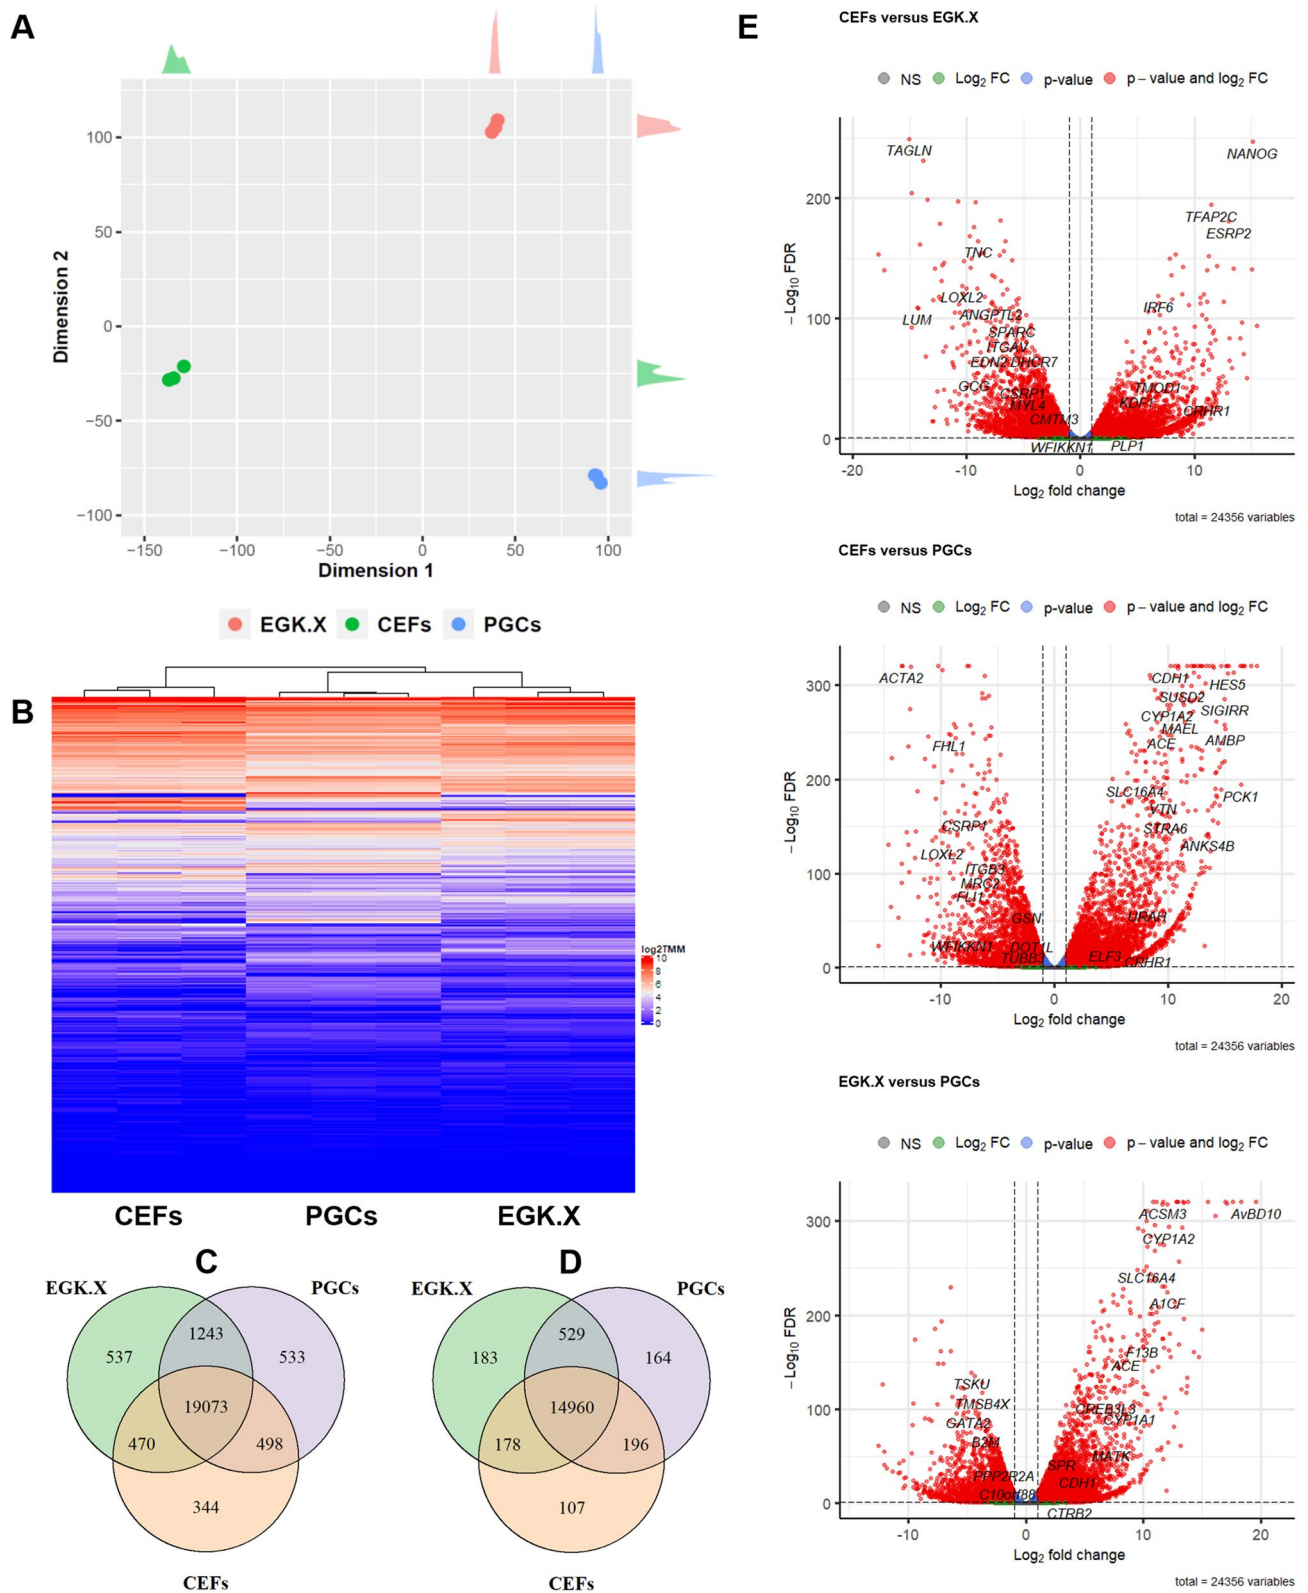 A
100
50
0
−50
−100
Dimension 2
−150
−100
−50
0
50
100
Dimension 1
EGK.X
CEFs
PGCs
B
log2TMM
10
8
6
4
2
0
CEFs
PGCs
EGK.X
C
EGK.X
PGCs
1243
537
533
19073
470
498
344
CEFs
D
EGK.X
PGCs
529
183
164
14960
178
196
107
CEFs
E
CEFs versus EGK.X
NS
Log2 FC
p-value
p − value and log2 FC
− Log10 FDR
200
100
0
TAGLN
NANOG
TFAP2C
ESRP2
TNC
LOXL2
IRF6
ANGPTL2
LUM
SPARC
ITGAV
EDN2
DHCR7
GCG
CSRP1
TMOD1
MYL4
KDF1
CRHR1
CMTM3
WFIKKN1
PLP1
-20
-10
0
10
Log2 fold change
total = 24356 variables
CEFs versus PGCs
NS
Log2 FC
p-value
p − value and log2 FC
− Log10 FDR
300
200
100
0
ACTA2
CDH1
HES5
SUSD2
SIGIRR
CYP1A2
MAEL
FHL1
ACE
AMBP
SLC16A4
PCK1
VTN
CSRP1
STRA6
ANKS4B
LOXL2
ITGB3
MRC2
FLI1
GSN
URAH
WFIKKN1
DOT1L
TUBB3
ELF3
CRHR1
-10
0
10
20
Log2 fold change
total = 24356 variables
EGK.X versus PGCs
NS
Log2 FC
p-value
p − value and log2 FC
− Log10 FDR
300
200
100
0
ACSM3
AvBD10
CYP1A2
SLC16A4
A1CF
F13B
ACE
TSKU
TMSB4X
CREB3L3
GATA2
CYP1A1
B2M
MATK
SPR
PPP2R2A
CDH1
C10orf88
CTRB2
-10
0
10
20
Log2 fold change
total = 24356 variables